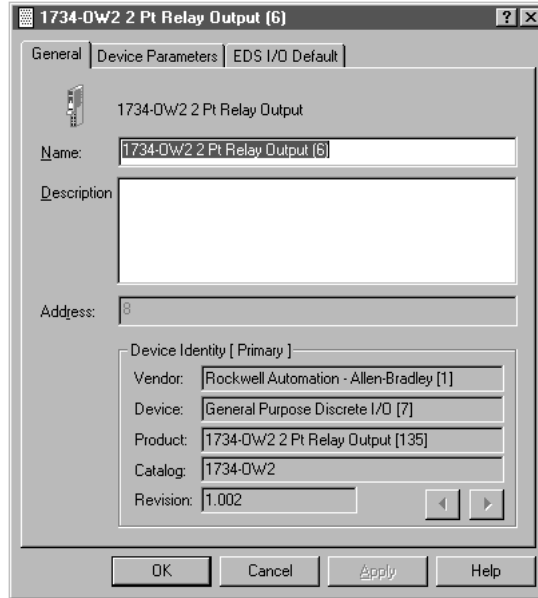 1734-OW2 2 Pt Relay Output (6)
General Device Parameters EDS I/O Default
1734-OW2 2 Pt Relay Output
Name: 1734-OW2 2 Pt Relay Output (6)
Description
Address: 8
Device Identity [ Primary ]
Vendor: Rockwell Automation - Allen-Bradley [1]
Device: General Purpose Discrete I/O [7]
Product: 1734-OW2 2 Pt Relay Output [135]
Catalog: 1734-OW2
Revision: 1.002
OK Cancel Apply Help